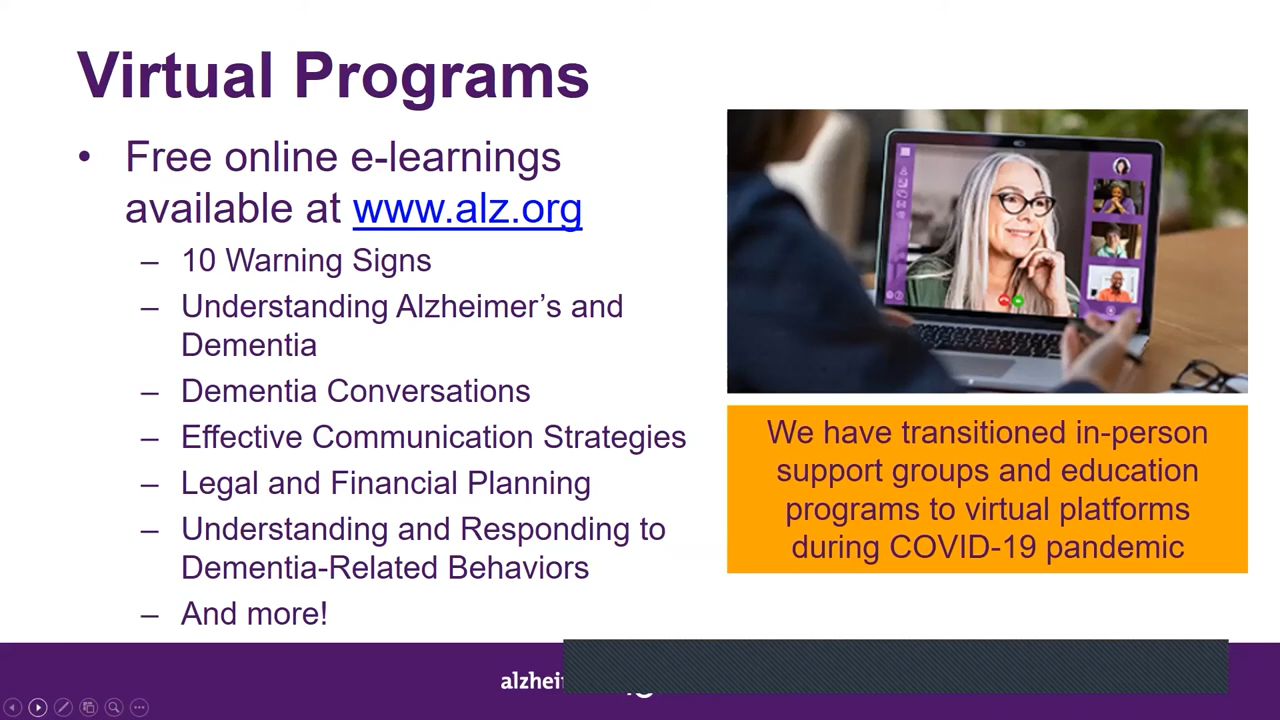 Virtual Programs
• Free online e-learnings
available at www.alz.org
– 10 Warning Signs
– Understanding Alzheimer’s and
Dementia
– Dementia Conversations
– Effective Communication Strategies
– Legal and Financial Planning
– Understanding and Responding to
Dementia-Related Behaviors
– And more!
We have transitioned in-person
support groups and education
programs to virtual platforms
during COVID-19 pandemic